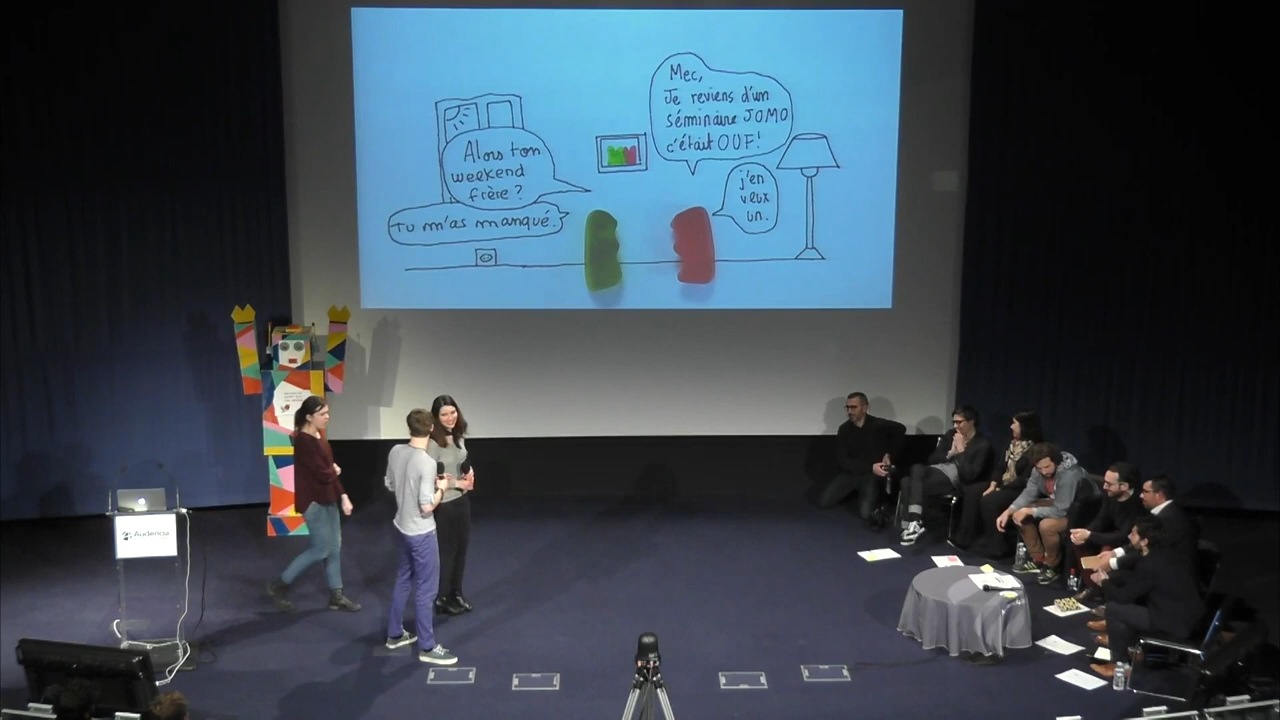 Mec,
Je reviens d'un
séminaire JOMO
c'était OUF!
Alors ton
weekend
frère ?
j'en
veux
un.
Tu m'as manqué.
Audencia